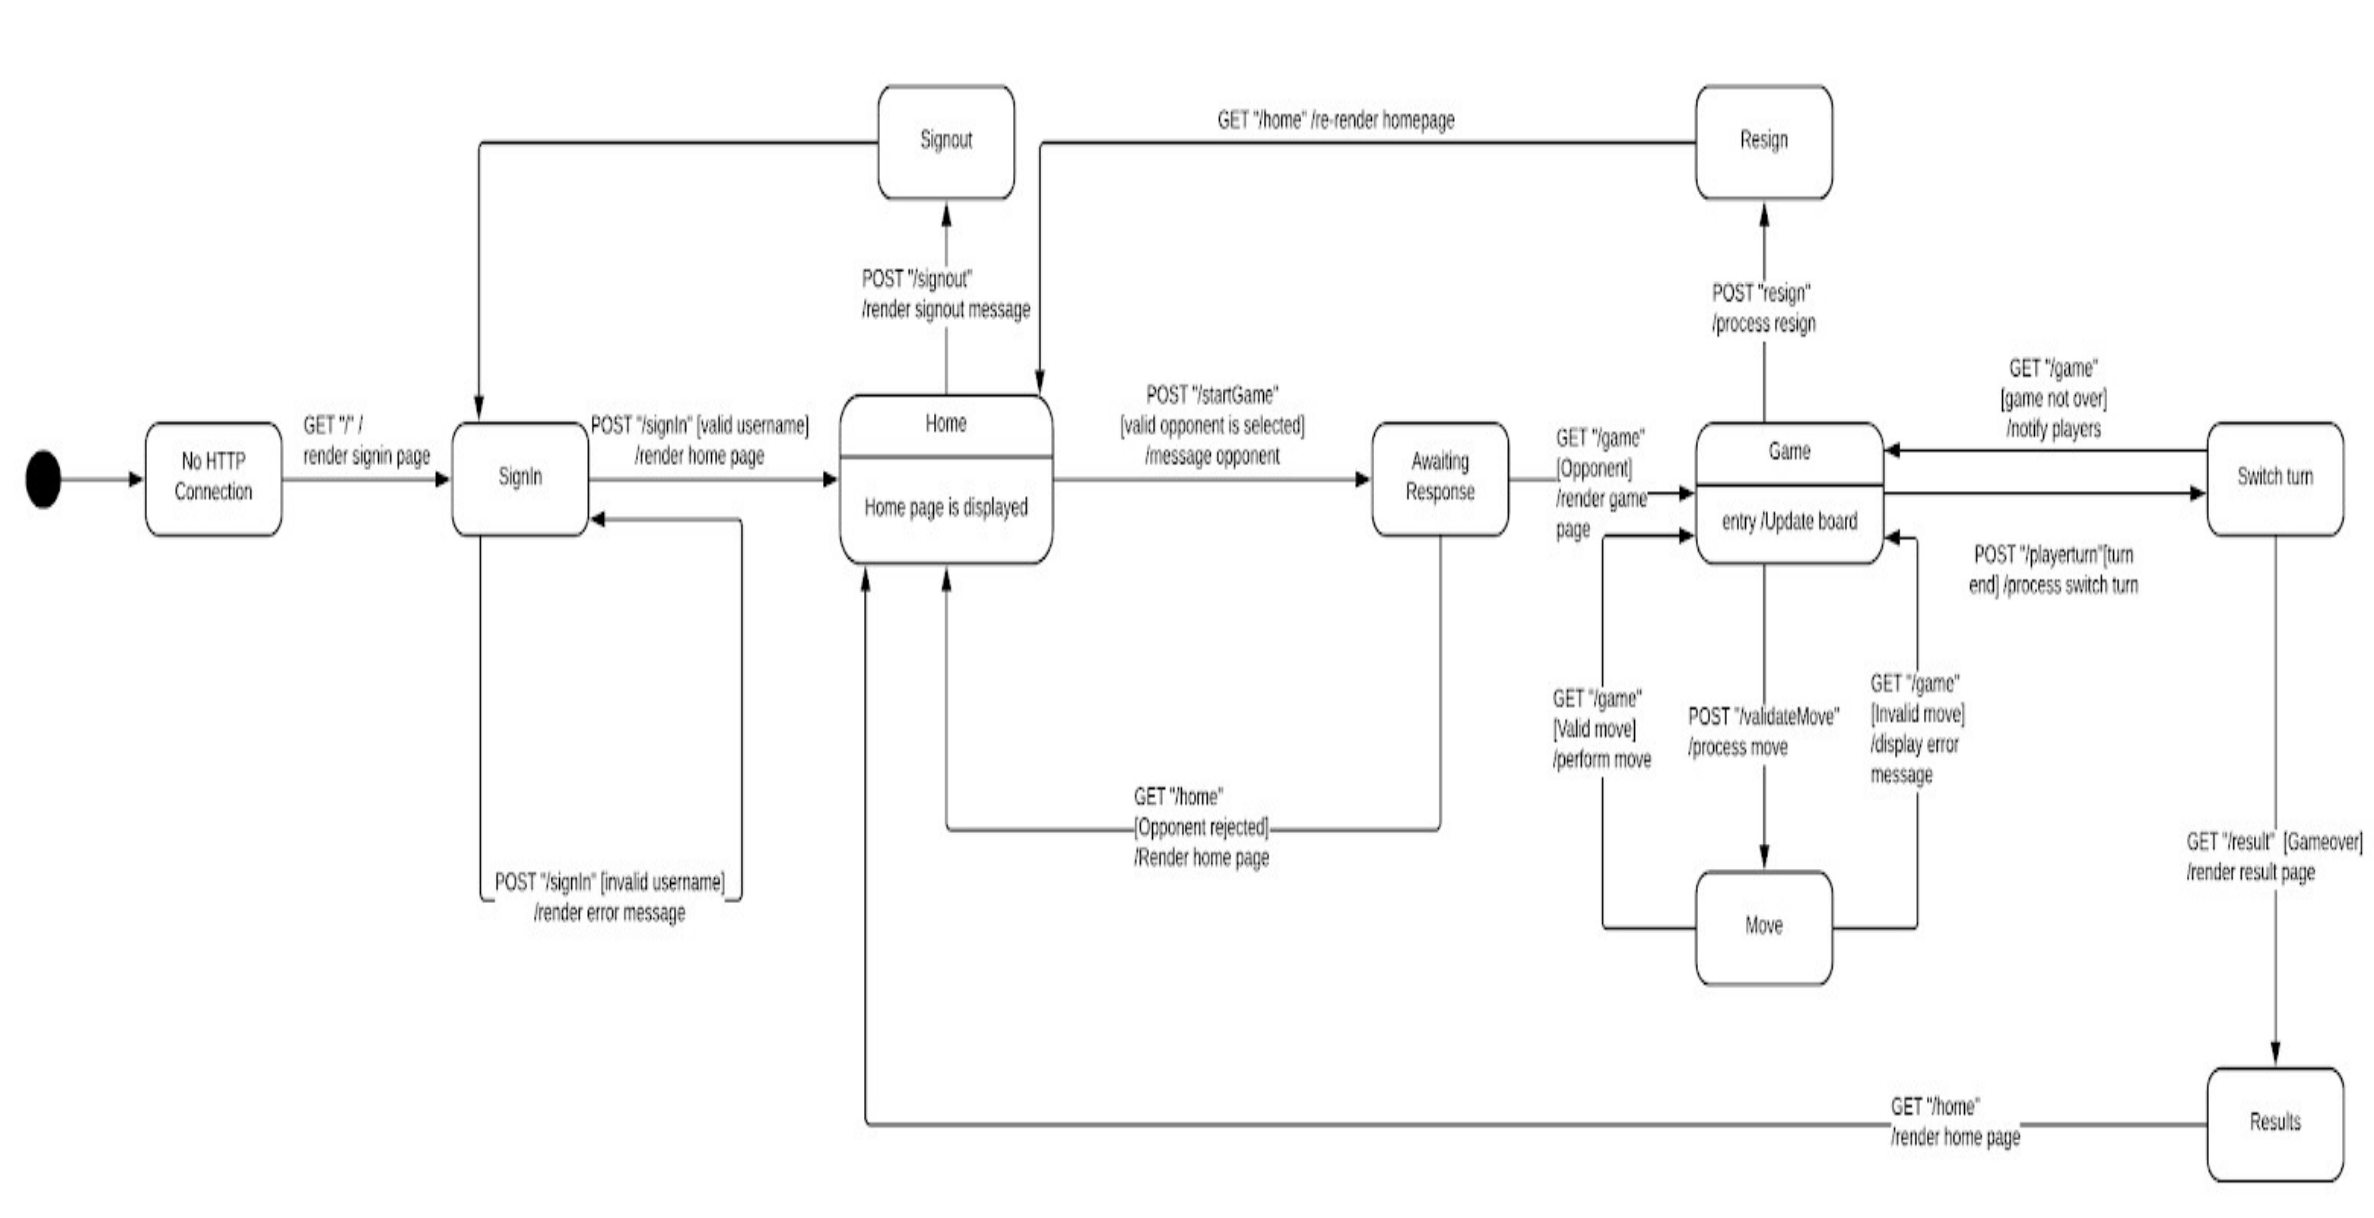 Signout
GET "/home" /re-render homepage
Resign
POST "/signout"
/render signout message
POST "resign"
/process resign
No HTTP
Connection
GET "/" /
render signin page
SignIn
POST "/signIn" [valid username]
/render home page
Home
Home page is displayed
POST "/startGame"
[valid opponent is selected]
/message opponent
Awaiting
Response
GET "/game"
[Opponent]
/render game
page
Game
entry /Update board
GET "/game"
[game not over]
/notify players
Switch turn
POST "/playerturn"[turn
end] /process switch turn
GET "/game"
[Valid move]
/perform move
POST "/validateMove"
/process move
GET "/game"
[Invalid move]
/display error
message
GET "/home"
[Opponent rejected]
/Render home page
POST "/signIn" [invalid username]
/render error message
GET "/result"  [Gameover]
/render result page
Move
GET "/home"
/render home page
Results